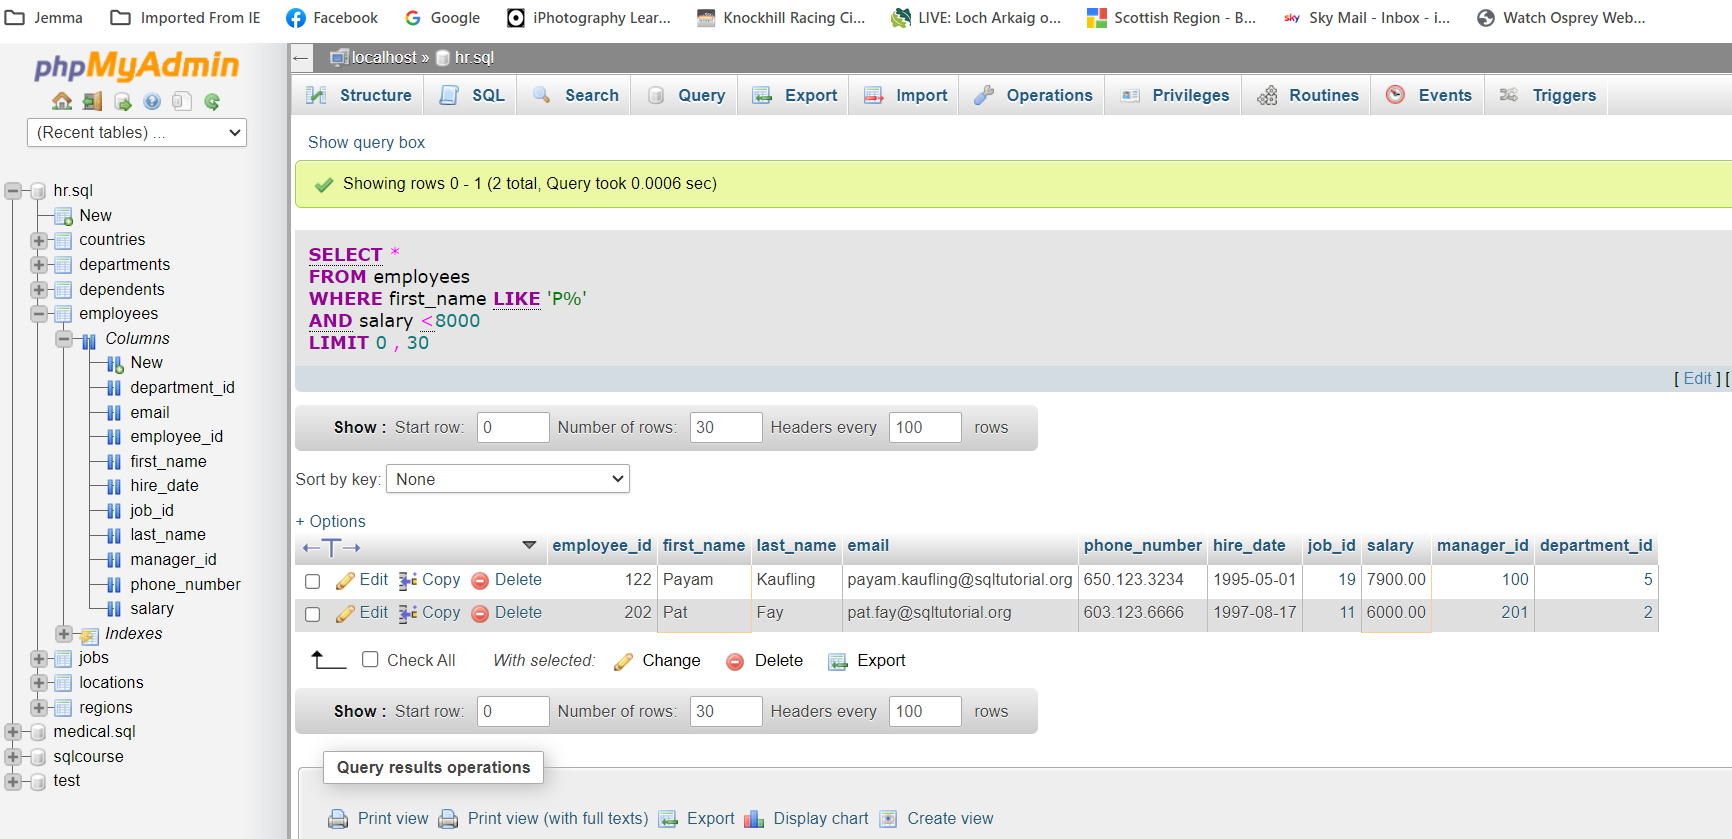 Jemma Imported From IE Facebook Google iPhotography Lear... Knockhill Racing Ci... LIVE: Loch Arkaig o... Scottish Region - B... sky Sky Mail - Inbox - i... Watch Osprey Web...
phpMyAdmin
(Recent tables) ...
hr.sql
New
countries
departments
dependents
employees
Columns
New
department_id
email
employee_id
first_name
hire_date
job_id
last_name
manager_id
phone_number
salary
Indexes
jobs
locations
regions
medical.sql
sqlcourse
test
← localhost » hr.sql
Structure SQL Search Query Export Import Operations Privileges Routines Events Triggers
Show query box
Showing rows 0 - 1 (2 total, Query took 0.0006 sec)
SELECT *
FROM employees
WHERE first_name LIKE 'P%'
AND salary <8000
LIMIT 0 , 30
[ Edit ] [
Show : Start row: 0 Number of rows: 30 Headers every 100 rows
Sort by key: None
+ Options
←T→ employee_id first_name last_name email phone_number hire_date job_id salary manager_id department_id
Edit Copy Delete 122 Payam Kaufling payam.kaufling@sqltutorial.org 650.123.3234 1995-05-01 19 7900.00 100 5
Edit Copy Delete 202 Pat Fay pat.fay@sqltutorial.org 603.123.6666 1997-08-17 11 6000.00 201 2
Check All With selected: Change Delete Export
Show : Start row: 0 Number of rows: 30 Headers every 100 rows
Query results operations
Print view Print view (with full texts) Export Display chart Create view